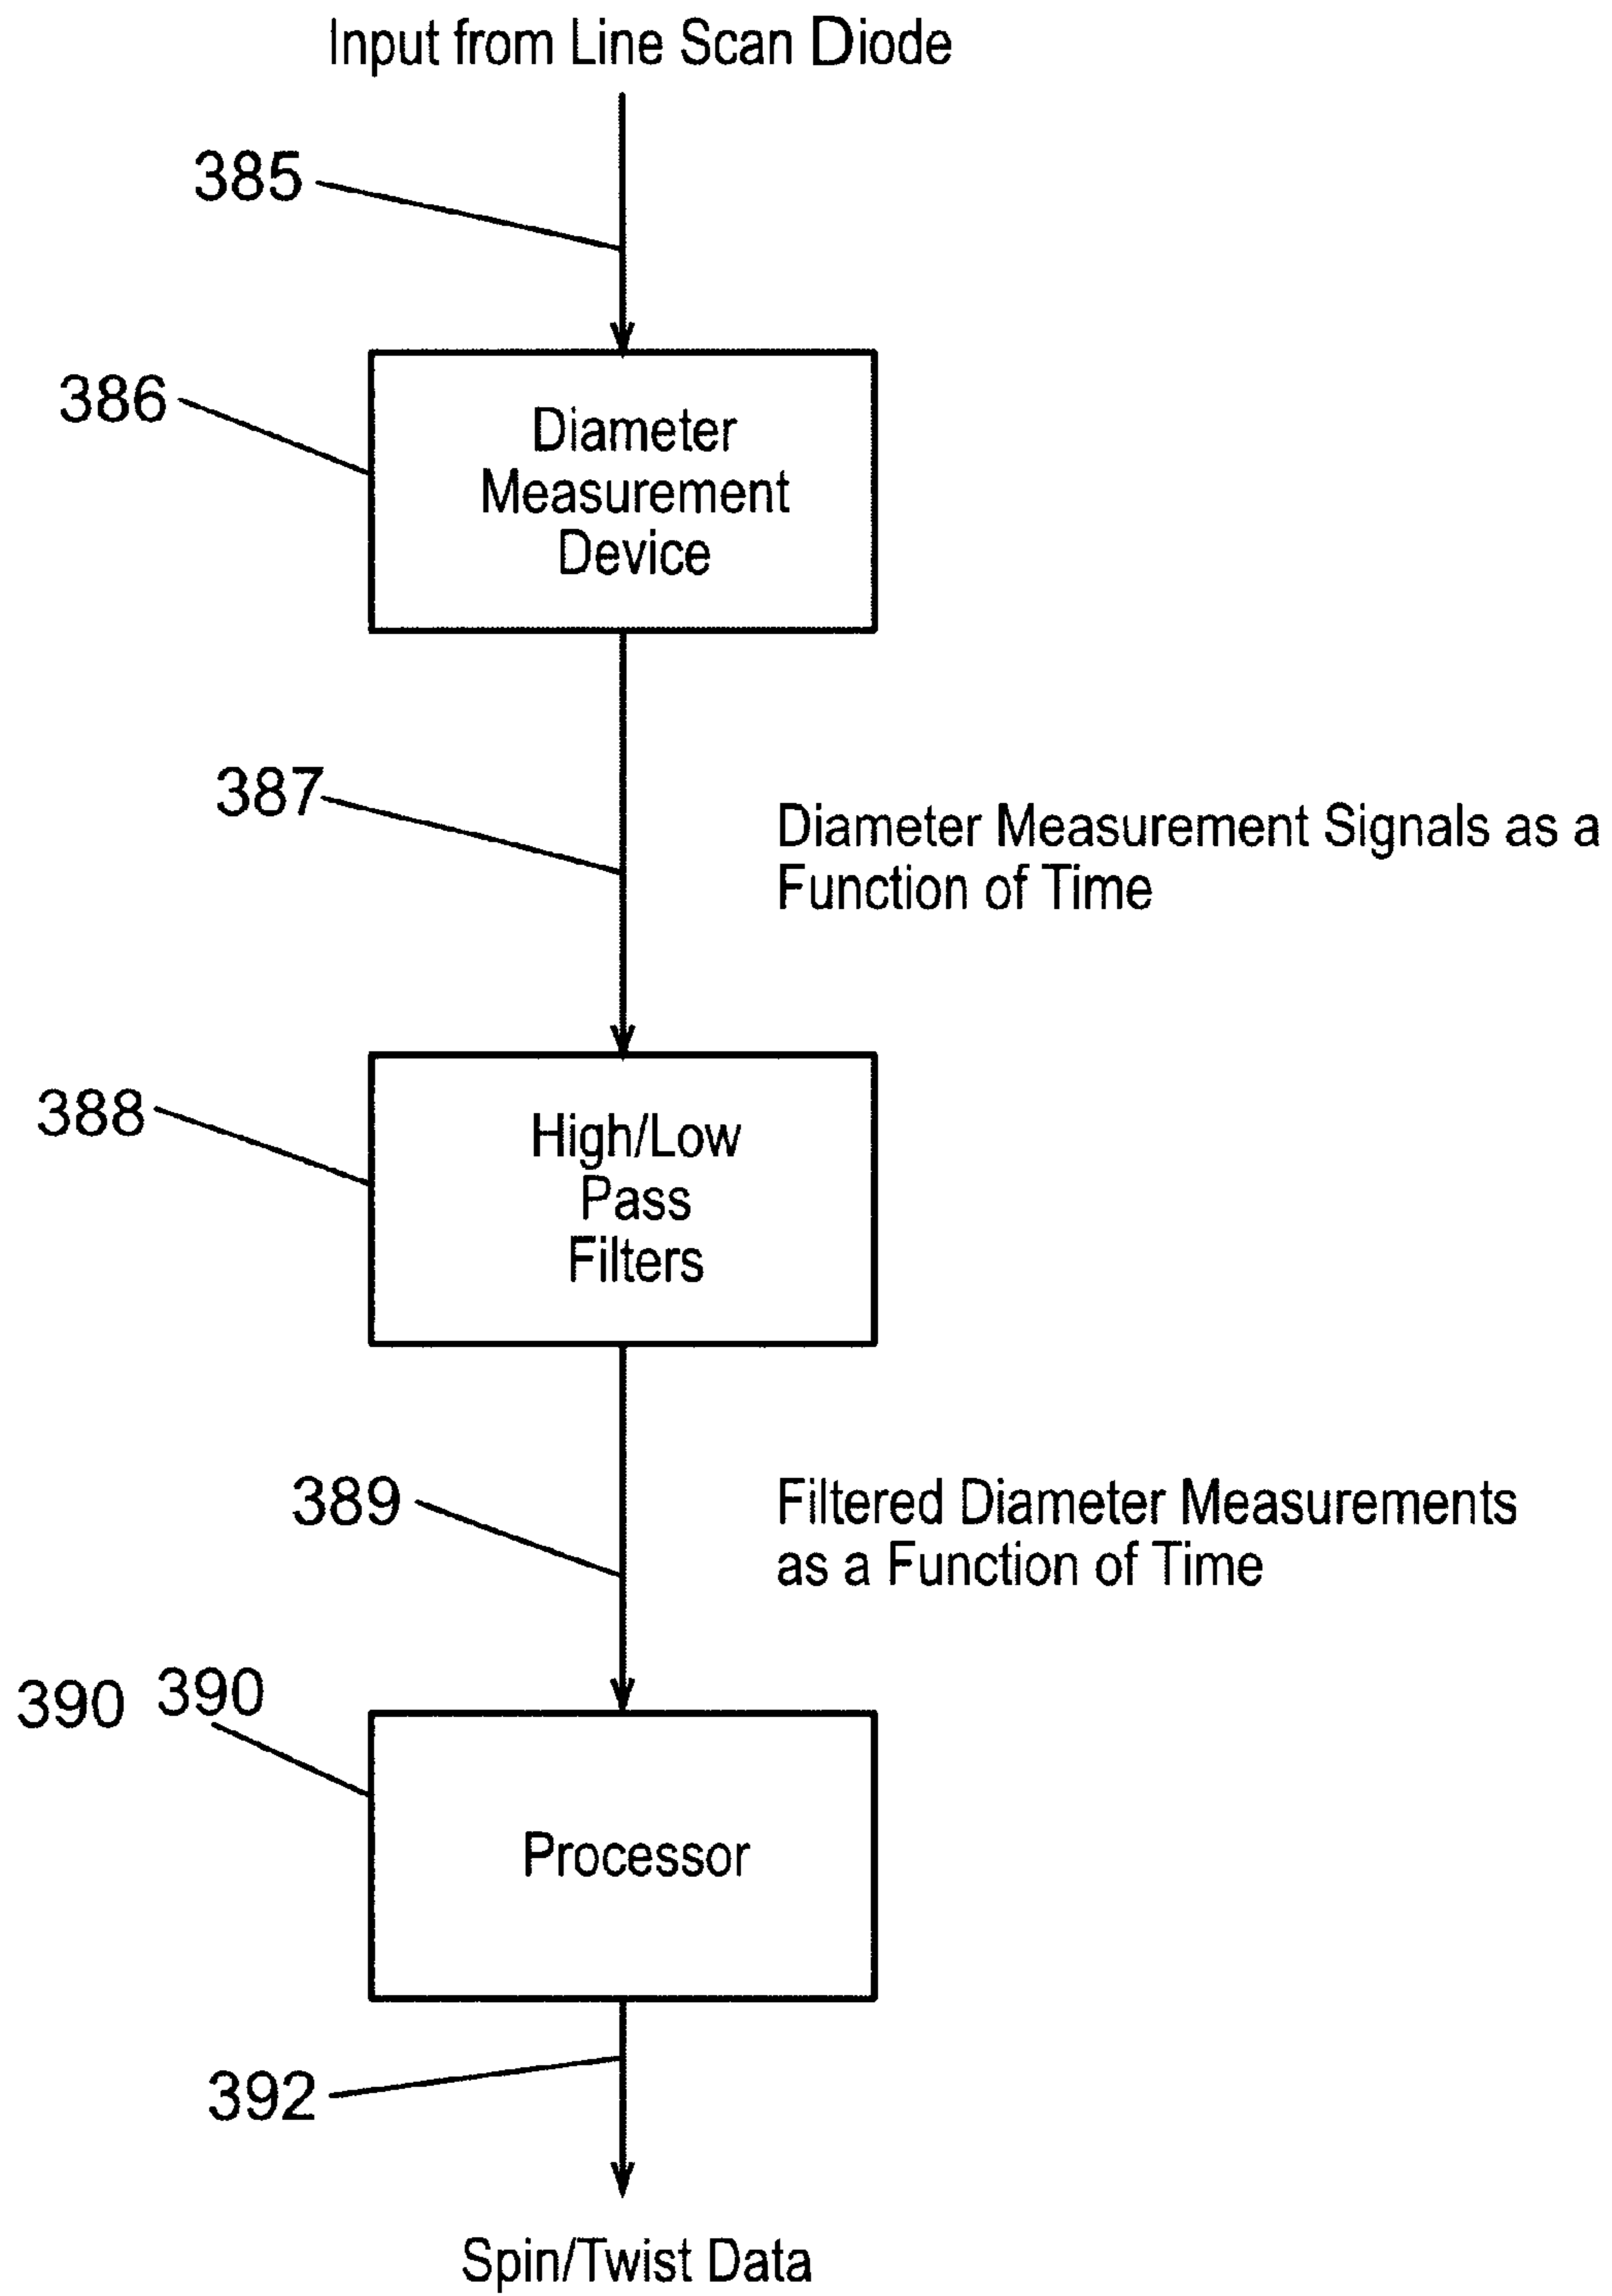 Input from Line Scan Diode
385
386
Diameter
Measurement
Device
387
Diameter Measurement Signals as a
Function of Time
388
High/Low
Pass
Filters
389
Filtered Diameter Measurements
as a Function of Time
390 390
Processor
392
Spin/Twist Data